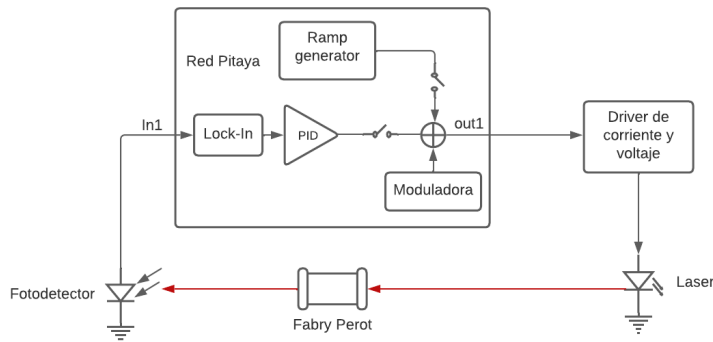 Ramp
generator
Red Pitaya
In1
Lock-In
PID
out1
Driver de
corriente y
voltaje
Moduladora
Fotodetector
Laser
Fabry Perot